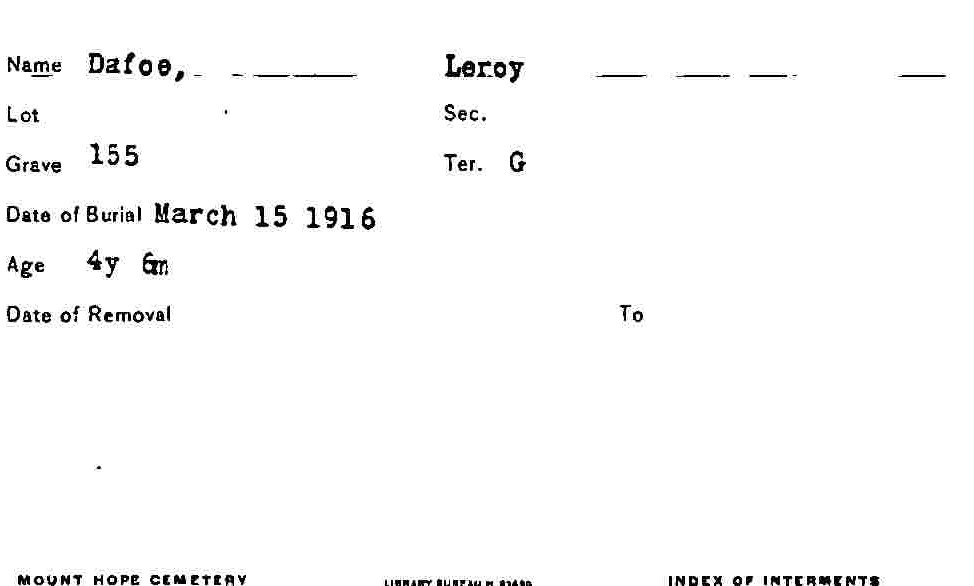 Name Dafoe, Leroy
Lot Sec.
Grave 155 Ter. G
Date of Burial March 15 1916
Age 4y 6m
Date of Removal To
MOUNT HOPE CEMETERY LIBRARY BUREAU INDEX OF INTERMENTS